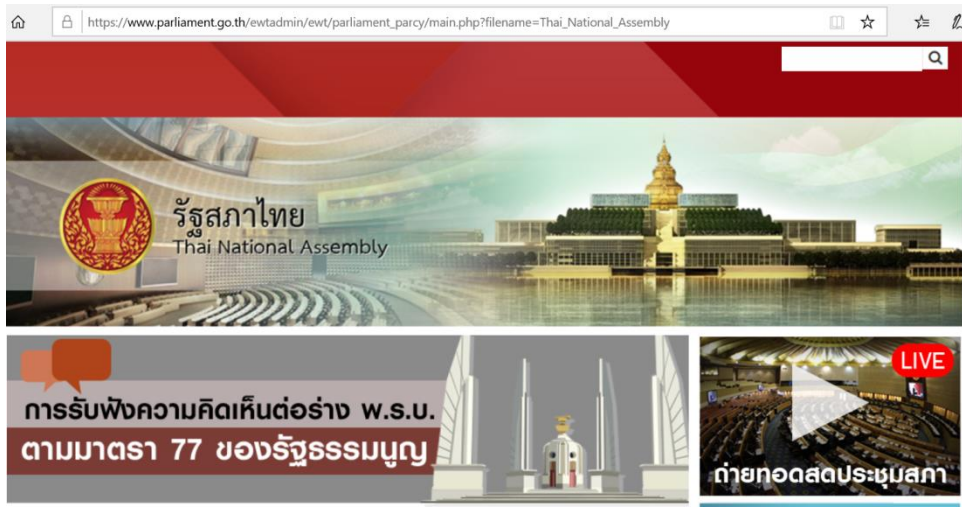 https://www.parliament.go.th/ewtadmin/ewt/parliament_parcy/main.php?filename=Thai_National_Assembly
รัฐสภาไทย
Thai National Assembly
การรับฟังความคิดเห็นต่อร่าง พ.ร.บ.
ตามมาตรา 77 ของรัฐธรรมนูญ
LIVE
ถ่ายทอดสดประชุมสภา